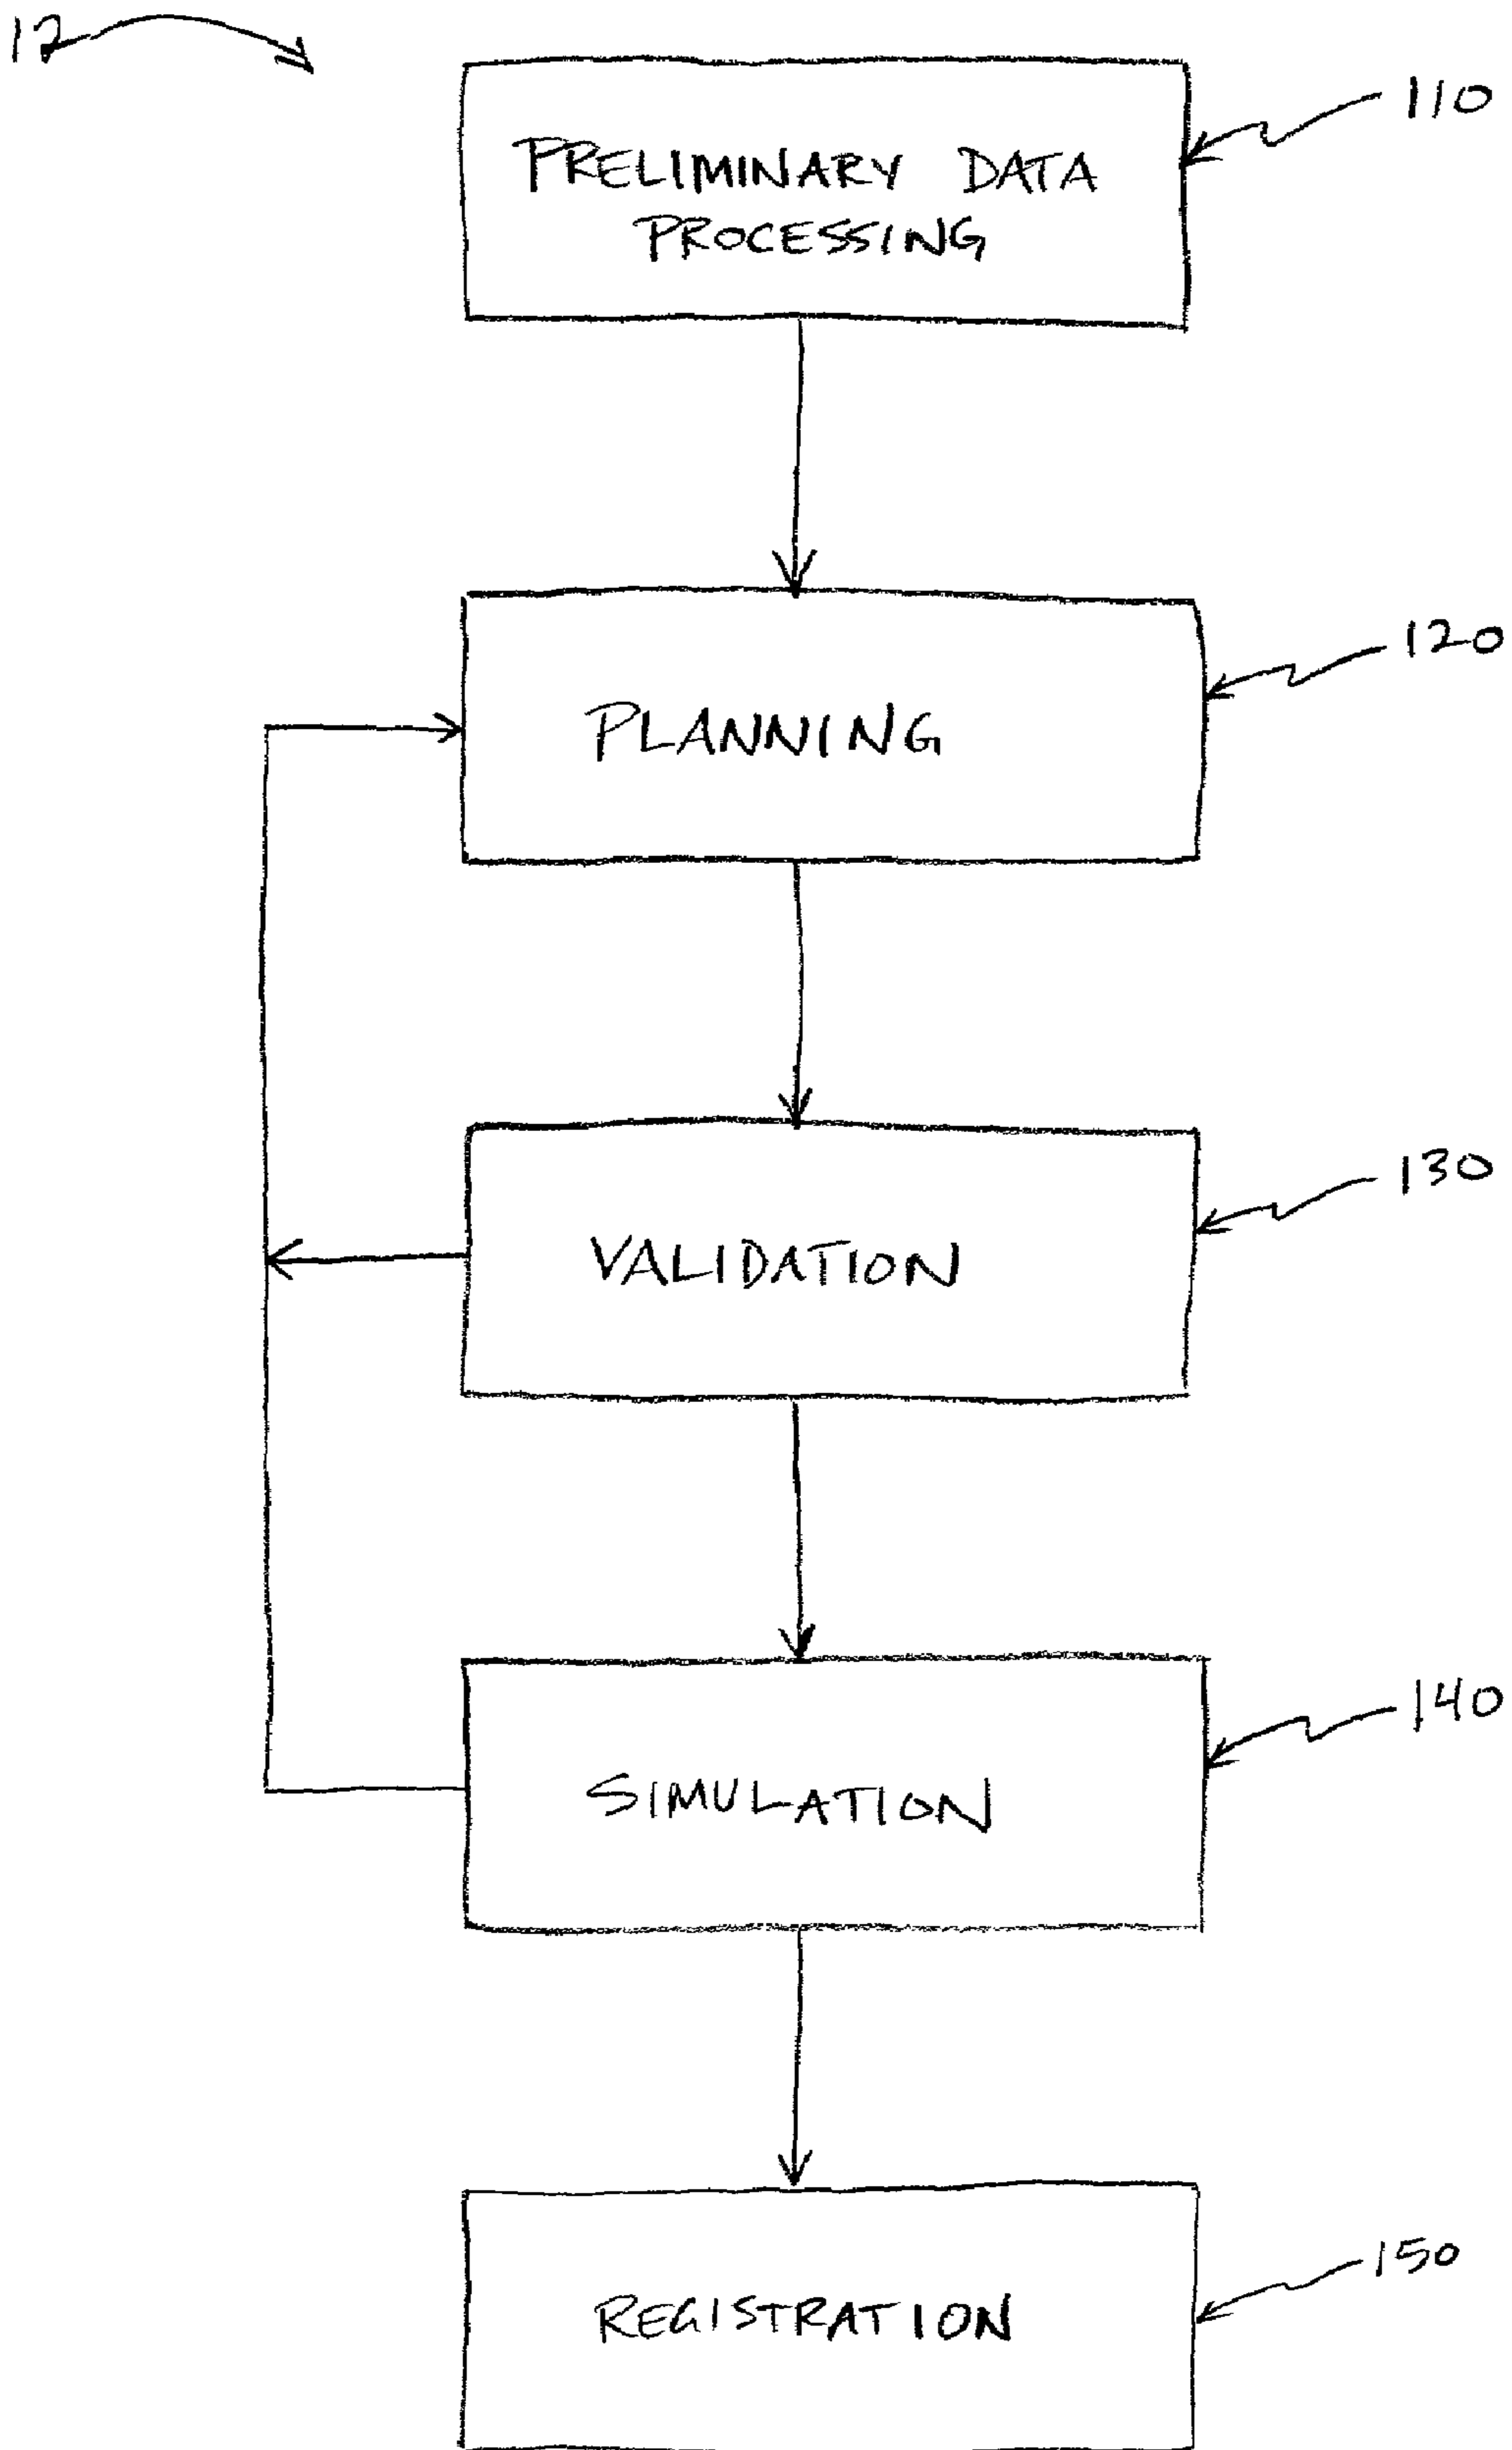 12
110
PRELIMINARY DATA
PROCESSING
120
PLANNING
130
VALIDATION
140
SIMULATION
150
REGISTRATION